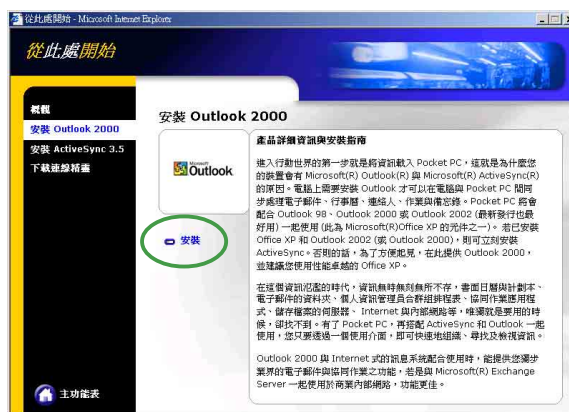 從此處開始 - Microsoft Internet Explorer
從此處開始
概觀
安裝 Outlook 2000
安裝 ActiveSync 3.5
下載連線精靈
主功能表
安裝 Outlook 2000
Microsoft
Outlook
安裝
產品詳細資訊與安裝指南
進入行動世界的第一步就是將資訊載入 Pocket PC，這就是為什麼您
的裝置會有 Microsoft(R) Outlook(R) 與 Microsoft(R) ActiveSync(R)
的原因。電腦上需要安裝 Outlook 才可以在電腦與 Pocket PC 間同
步處理電子郵件、行事曆、連絡人、作業與備忘錄。Pocket PC 將會
配合 Outlook 98、Outlook 2000 或 Outlook 2002 (最新發行也最
好用) 一起使用 (此為 Microsoft(R)Office XP 的元件之一)。 若已安裝
Office XP 和 Outlook 2002 (或 Outlook 2000)，則可立刻安裝
ActiveSync。否則的話，為了方便起見，在此提供 Outlook 2000，
並建議您使用性能卓越的 Office XP。
在這個資訊氾濫的時代，資訊無時無刻無所不存，書面日曆與計劃本、
電子郵件的資料夾、個人資訊管理員合群組排程表、協同作業應用程
式、儲存檔案的伺服器、 Internet 與內部網路等，唯獨就是要用的時
候，卻找不到。有了 Pocket PC，再搭配 ActiveSync 和 Outlook 一起
使用，您只要透過一個使用介面，即可快速地組織、尋找及檢視資訊。
Outlook 2000 與 Internet 式的訊息系統配合使用時，能提供您獨步
業界的電子郵件與協同作業之功能，若是與 Microsoft(R) Exchange
Server 一起使用於商業內部網路，功能更佳。